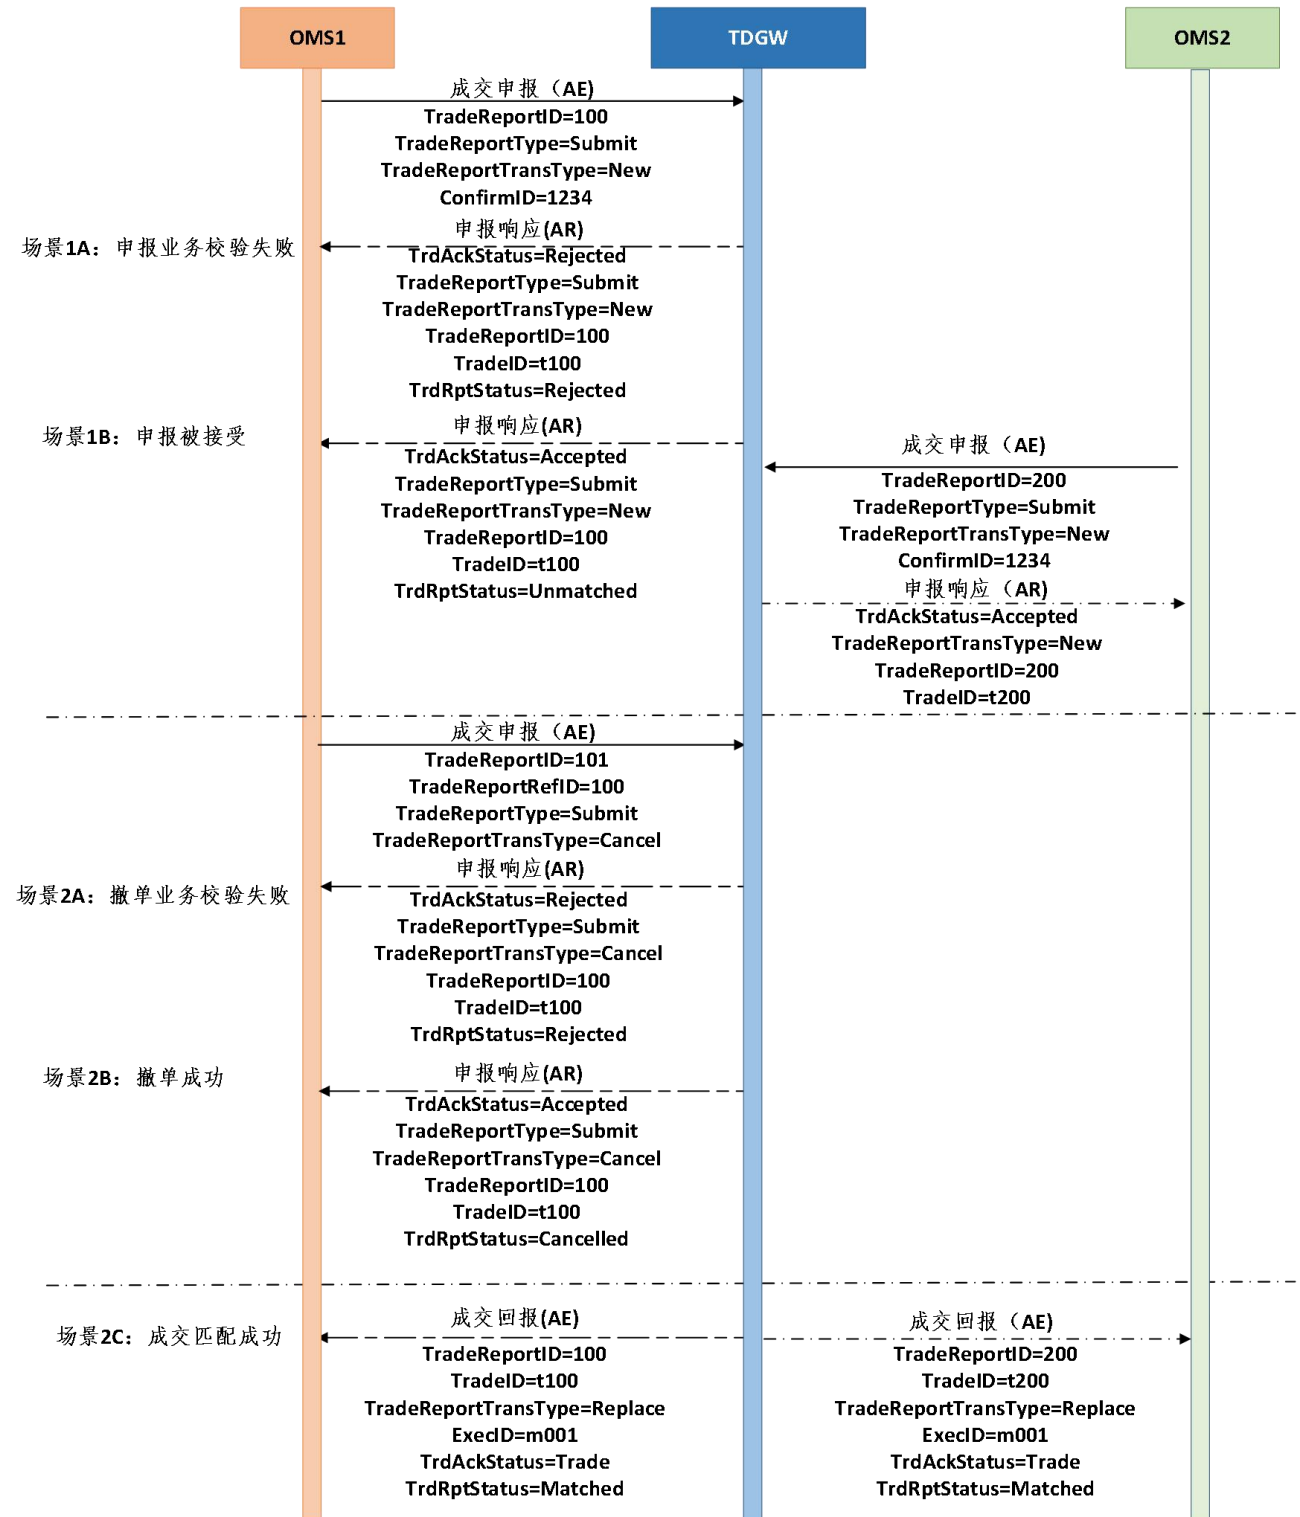 OMS1
TDGW
OMS2
成交申报（AE)
TradeReportID=100
TradeReportType=Submit
TradeReportTransType=New
ConfirmID=1234
场景1A：申报业务校验失败
申报响应(AR)
TrdAckStatus=Rejected
TradeReportType=Submit
TradeReportTransType=New
TradeReportID=100
TradeID=t100
TrdRptStatus=Rejected
场景1B：申报被接受
申报响应(AR)
TrdAckStatus=Accepted
TradeReportType=Submit
TradeReportTransType=New
TradeReportID=100
TradeID=t100
TrdRptStatus=Unmatched
成交申报（AE)
TradeReportID=200
TradeReportType=Submit
TradeReportTransType=New
ConfirmID=1234
申报响应（AR)
TrdAckStatus=Accepted
TradeReportTransType=New
TradeReportID=200
TradeID=t200
成交申报（AE)
TradeReportID=101
TradeReportRefID=100
TradeReportType=Submit
TradeReportTransType=Cancel
场景2A：撤单业务校验失败
申报响应(AR)
TrdAckStatus=Rejected
TradeReportType=Submit
TradeReportTransType=Cancel
TradeReportID=100
TradeID=t100
TrdRptStatus=Rejected
场景2B：撤单成功
申报响应(AR)
TrdAckStatus=Accepted
TradeReportType=Submit
TradeReportTransType=Cancel
TradeReportID=100
TradeID=t100
TrdRptStatus=Cancelled
场景2C：成交匹配成功
成交回报(AE)
TradeReportID=100
TradeID=t100
TradeReportTransType=Replace
ExecID=m001
TrdAckStatus=Trade
TrdRptStatus=Matched
成交回报（AE)
TradeReportID=200
TradeID=t200
TradeReportTransType=Replace
ExecID=m001
TrdAckStatus=Trade
TrdRptStatus=Matched